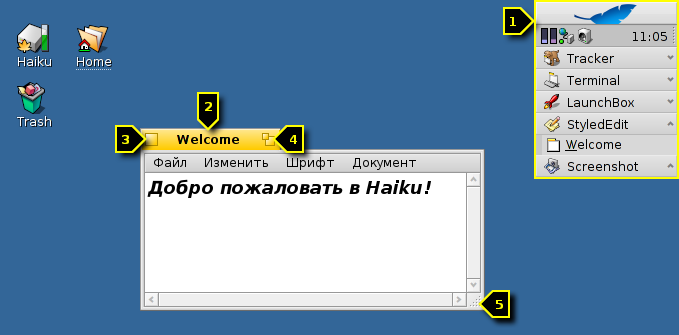 1
11:05
Haiku
Home
Tracker
Terminal
LaunchBox
StyledEdit
Welcome
Screenshot
Trash
2
3
Welcome
4
Файл Изменить Шрифт Документ
Добро пожаловать в Haiku!
5